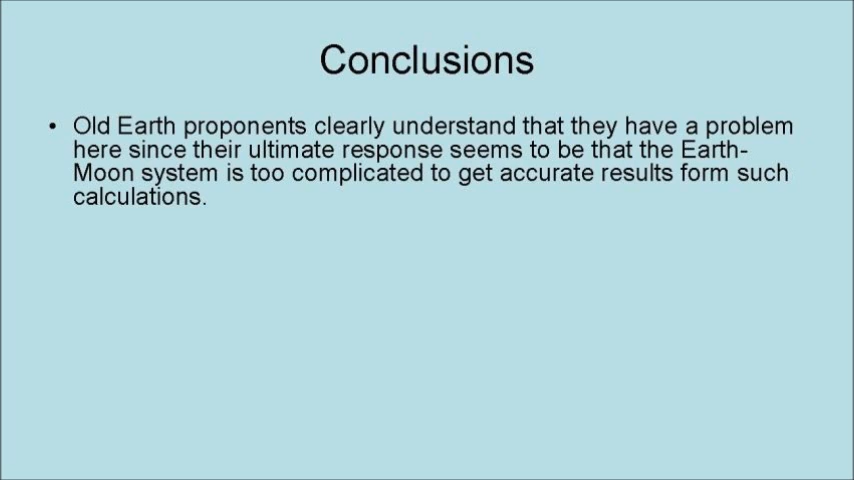 Conclusions
• Old Earth proponents clearly understand that they have a problem
here since their ultimate response seems to be that the Earth-
Moon system is too complicated to get accurate results form such
calculations.